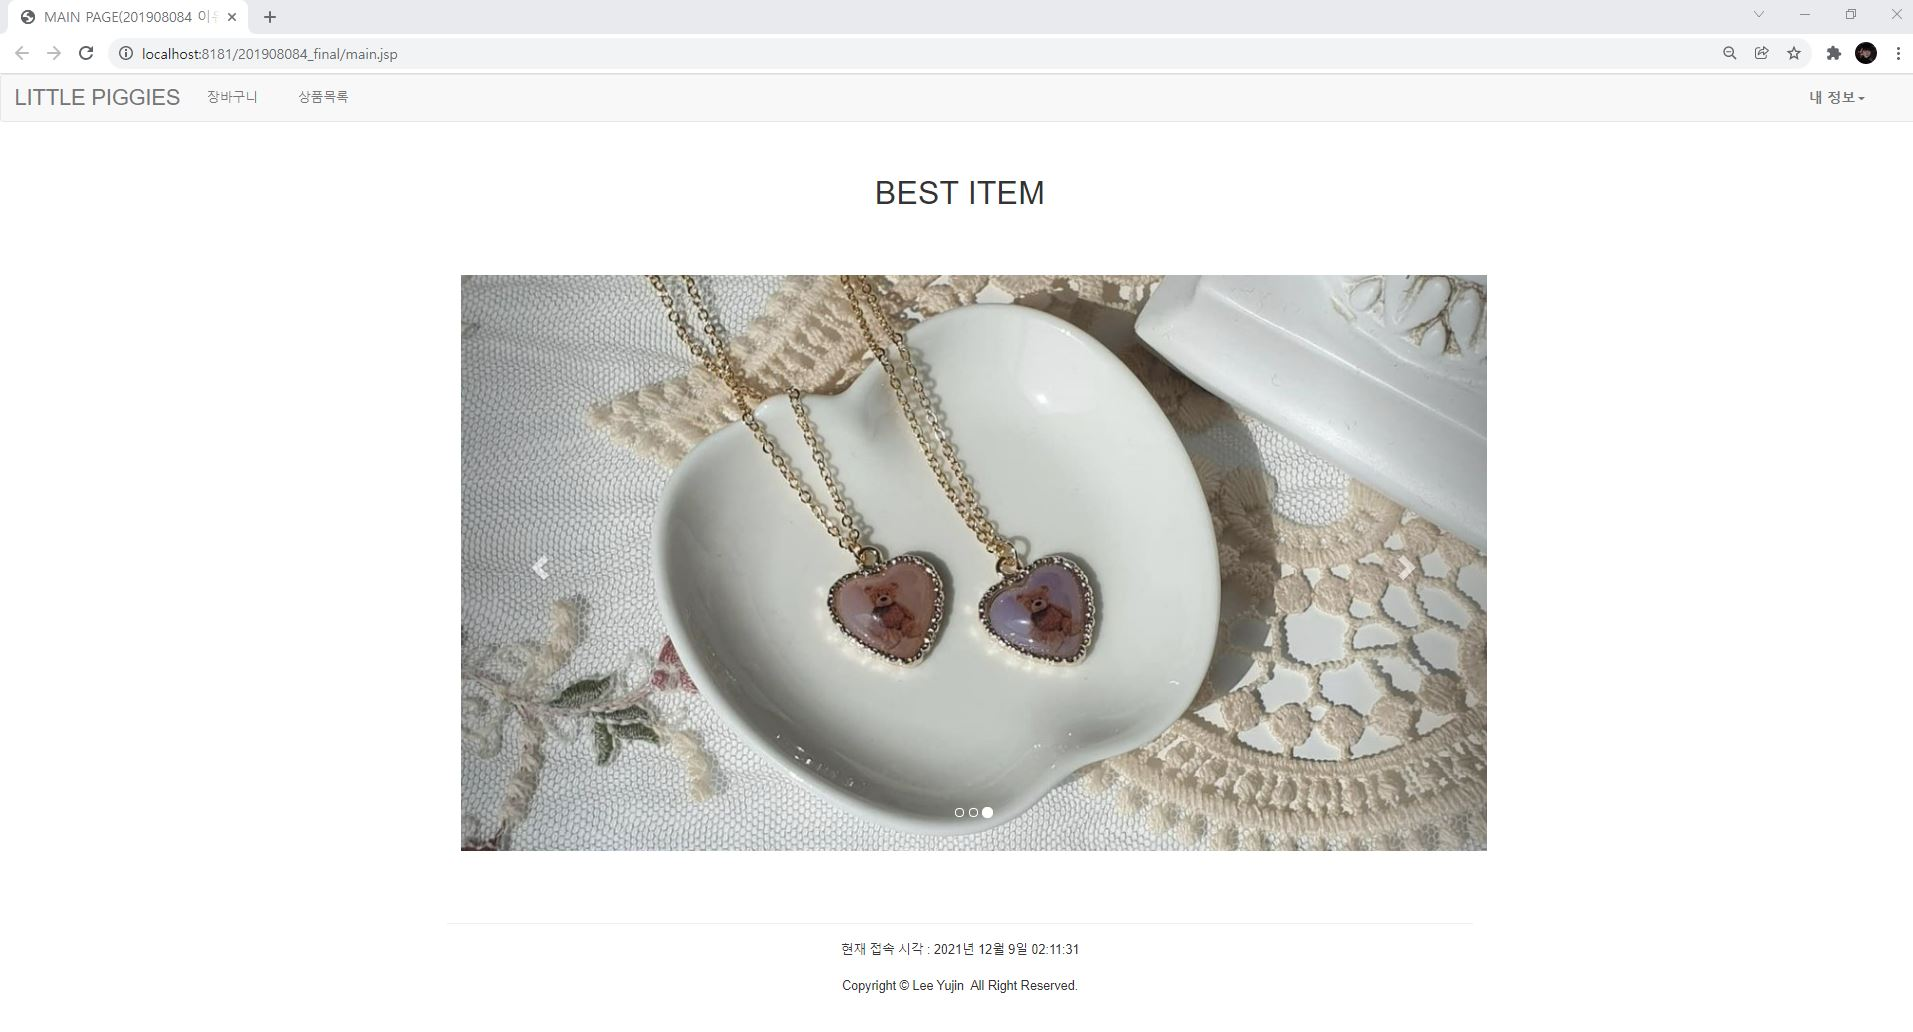 MAIN PAGE(201908084 이
localhost:8181/201908084_final/main.jsp
LITTLE PIGGIES 장바구니 상품목록 내 정보
BEST ITEM
현재 접속 시각 : 2021년 12월 9일 02:11:31
Copyright © Lee Yujin All Right Reserved.